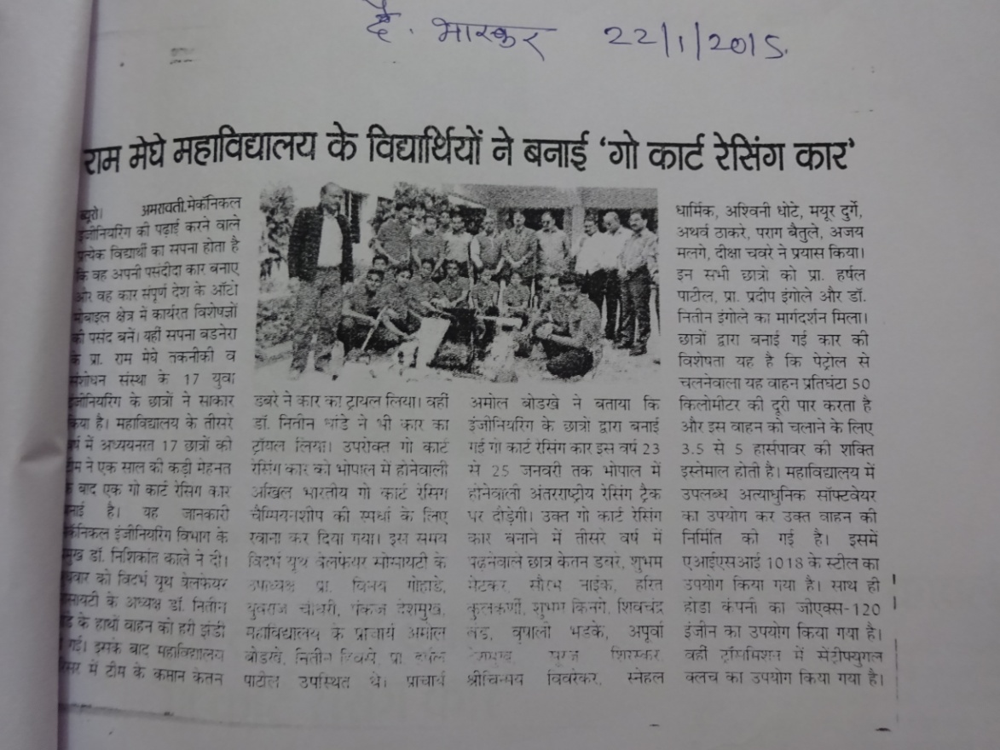 दै. भास्कर 22/1/2015.
राम मेघे महाविद्यालय के विद्यार्थियों ने बनाई ‘गो कार्ट रेसिंग कार’
ब्यूरो। अमरावती.मेकॅनिकल
इंजीनियरिंग की पढ़ाई करने वाले
प्रत्येक विद्यार्थी का सपना होता है
कि वह अपनी पसंदीदा कार बनाए
और वह कार संपूर्ण देश के ऑटो
मोबाइल क्षेत्र में कार्यरत विशेषज्ञों
की पसंद बनें। यहीं सपना बडनेरा
के प्रा. राम मेघे तकनीकी व
संशोधन संस्था के 17 युवा
इंजीनियरिंग के छात्रों ने साकार
किया है। महाविद्यालय के तीसरे
वर्ष में अध्ययनरत 17 छात्रों की
टीम ने एक साल की कड़ी मेहनत
के बाद एक गो कार्ट रेसिंग कार
बनाई है। यह जानकारी
मेकॅनिकल इंजीनियरिंग विभाग के
प्रमुख डॉ. निशिकांत काले ने दी।
को विदर्भ यूथ वेलफेयर
सोसायटी के अध्यक्ष डॉ. नितीन
के हाथों वाहन को हरी झंडी
गई। इसके बाद महाविद्यालय
परिसर में टीम के कमान केतन
डबरे ने कार का ट्रायल लिया। वहीं
डॉ. नितीन धांडे ने भी कार का
ट्रॉयल लिया। उपरोक्त गो कार्ट
रेसिंग कार को भोपाल में होनेवाली
अखिल भारतीय गो कार्ट रेसिंग
चैम्पियनशीप की स्पर्धा के लिए
रवाना कर दिया गया। इस समय
विदर्भ यूथ वेलफेयर सोसायटी के
उपाध्यक्ष प्रा. विनय गोहाडे,
युवराज चौधरी, पंकज देशमुख,
महाविद्यालय के प्राचार्य अमोल
बोडखे, नितीन प्रा. हर्षल
पाटील उपस्थित थे। प्राचार्य
अमोल बोडखे ने बताया कि
इंजीनियरिंग के छात्रो द्वारा बनाई
गई गो कार्ट रेसिंग कार इस वर्ष 23
से 25 जनवरी तक भोपाल में
होनेवाली अंतरराष्ट्रीय रेसिंग ट्रैक
पर दौड़ेगी। उक्त गो कार्ट रेसिंग
कार बनाने में तीसरे वर्ष में
पढ़नेवाले छात्र केतन डबरे, शुभम
मेटकर, सौरभ नाईक, हरित
कुलकर्णी, शुभम किनगे, शिवचंद्र
वृषाली भडके, अपूर्वा
सूरज शिरस्कर,
श्रीचिन्मय विवरेकर, स्नेहल
धार्मिक, अश्विनी धोटे, मयूर दुर्गे,
अथर्व ठाकरे, पराग बैतुले, अजय
मलगे, दीक्षा चवरे ने प्रयास किया।
इन सभी छात्रो को प्रा. हर्षल
पाटील, प्रा. प्रदीप इंगोले और डॉ.
नितीन इंगोले का मार्गदर्शन मिला।
छात्रों द्वारा बनाई गई कार की
विशेषता यह है कि पेट्रोल से
चलनेवाला यह वाहन प्रतिघंटा 50
किलोमीटर की दूरी पार करता है
और इस वाहन को चलाने के लिए
3.5 से 5 हार्सपावर की शक्ति
इस्तेमाल होती है। महाविद्यालय में
उपलब्ध अत्याधुनिक सॉफ्टवेयर
का उपयोग कर उक्त वाहन की
निर्मिति की गई है। इसमें
एआईएसआई 1018 के स्टील का
उपयोग किया गया है। साथ ही
होंडा कंपनी का जीएक्स-120
इंजीन का उपयोग किया गया है।
वहीं ट्रॉसमिशन में सेंट्रीफ्युगल
क्लच का उपयोग किया गया है।